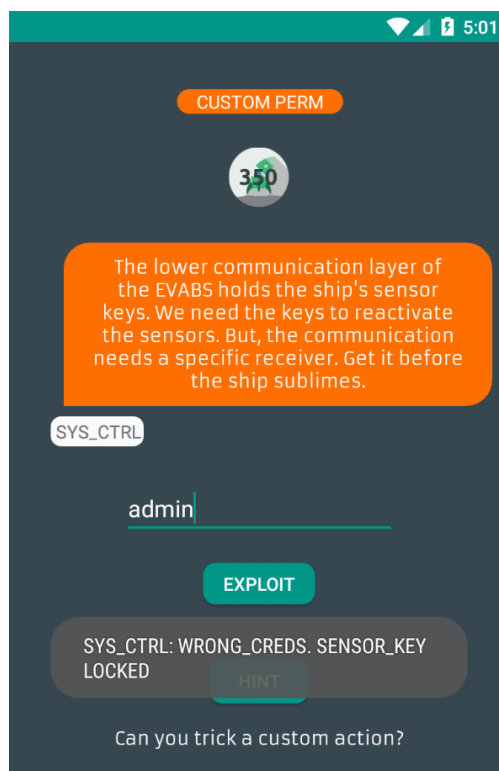 5:01
CUSTOM PERM
350
The lower communication layer of
the EVABS holds the ship's sensor
keys. We need the keys to reactivate
the sensors. But, the communication
needs a specific receiver. Get it before
the ship sublimes.
SYS_CTRL
admin
EXPLOIT
SYS_CTRL: WRONG_CREDS. SENSOR_KEY
LOCKED
HINT
Can you trick a custom action?